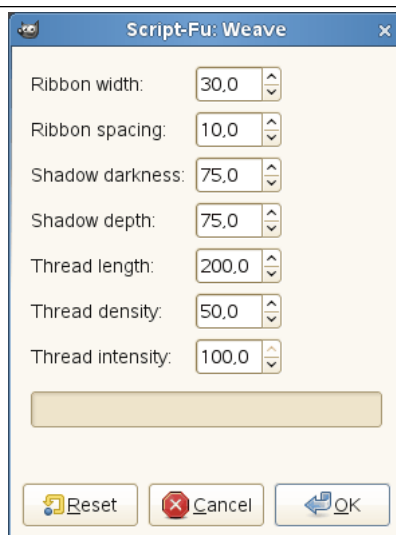 Script-Fu: Weave
Ribbon width: 30,0
Ribbon spacing: 10,0
Shadow darkness: 75,0
Shadow depth: 75,0
Thread length: 200,0
Thread density: 50,0
Thread intensity: 100,0
Reset Cancel OK